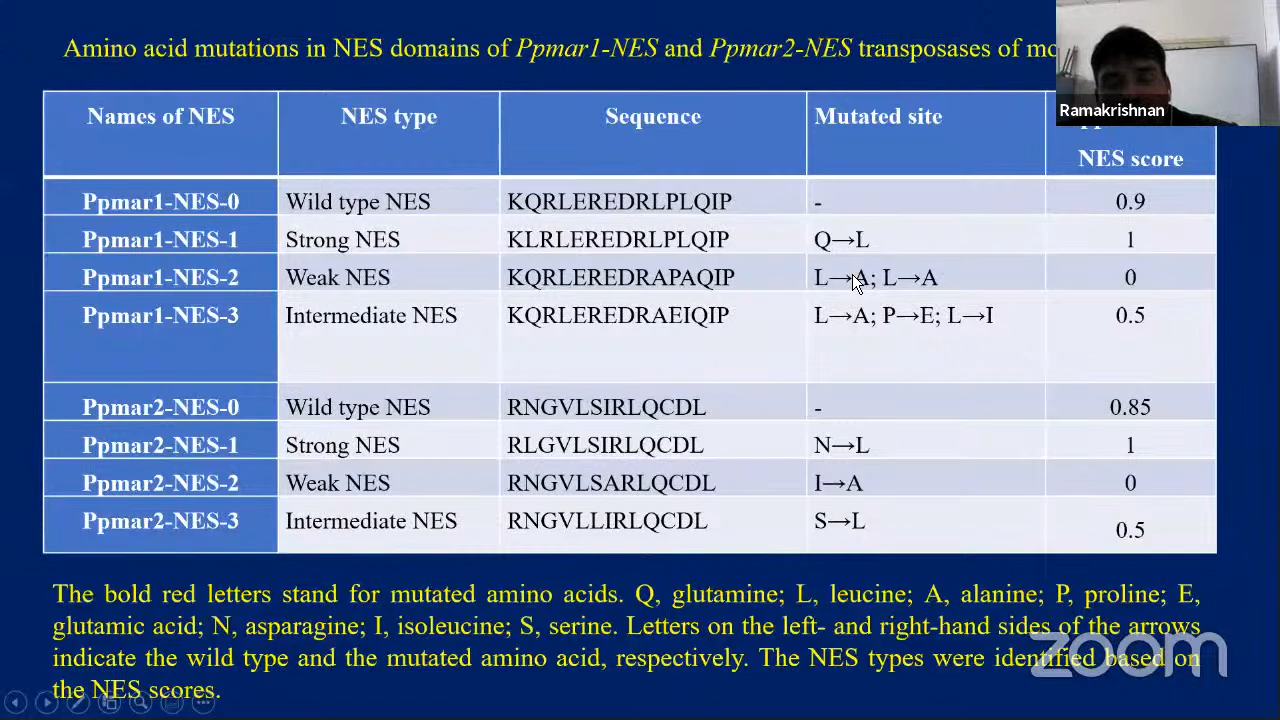 Amino acid mutations in NES domains of Ppmar1-NES and Ppmar2-NES transposases of
Ramakrishnan
Names of NES NES type Sequence Mutated site
NES score
Ppmar1-NES-0 Wild type NES KQRLEREDRLPLQIP - 0.9
Ppmar1-NES-1 Strong NES KLRLEREDRLPLQIP Q→L 1
Ppmar1-NES-2 Weak NES KQRLEREDRAPAQIP L→A; L→A 0
Ppmar1-NES-3 Intermediate NES KQRLEREDRAEIQIP L→A; P→E; L→I 0.5
Ppmar2-NES-0 Wild type NES RNGVLSIRLQCDL - 0.85
Ppmar2-NES-1 Strong NES RLGVLSIRLQCDL N→L 1
Ppmar2-NES-2 Weak NES RNGVLSARLQCDL I→A 0
Ppmar2-NES-3 Intermediate NES RNGVLLIRLQCDL S→L 0.5
The bold red letters stand for mutated amino acids. Q, glutamine; L, leucine; A, alanine; P, proline; E,
glutamic acid; N, asparagine; I, isoleucine; S, serine. Letters on the left- and right-hand sides of the arrows
indicate the wild type and the mutated amino acid, respectively. The NES types were identified based on
the NES scores.
zoom